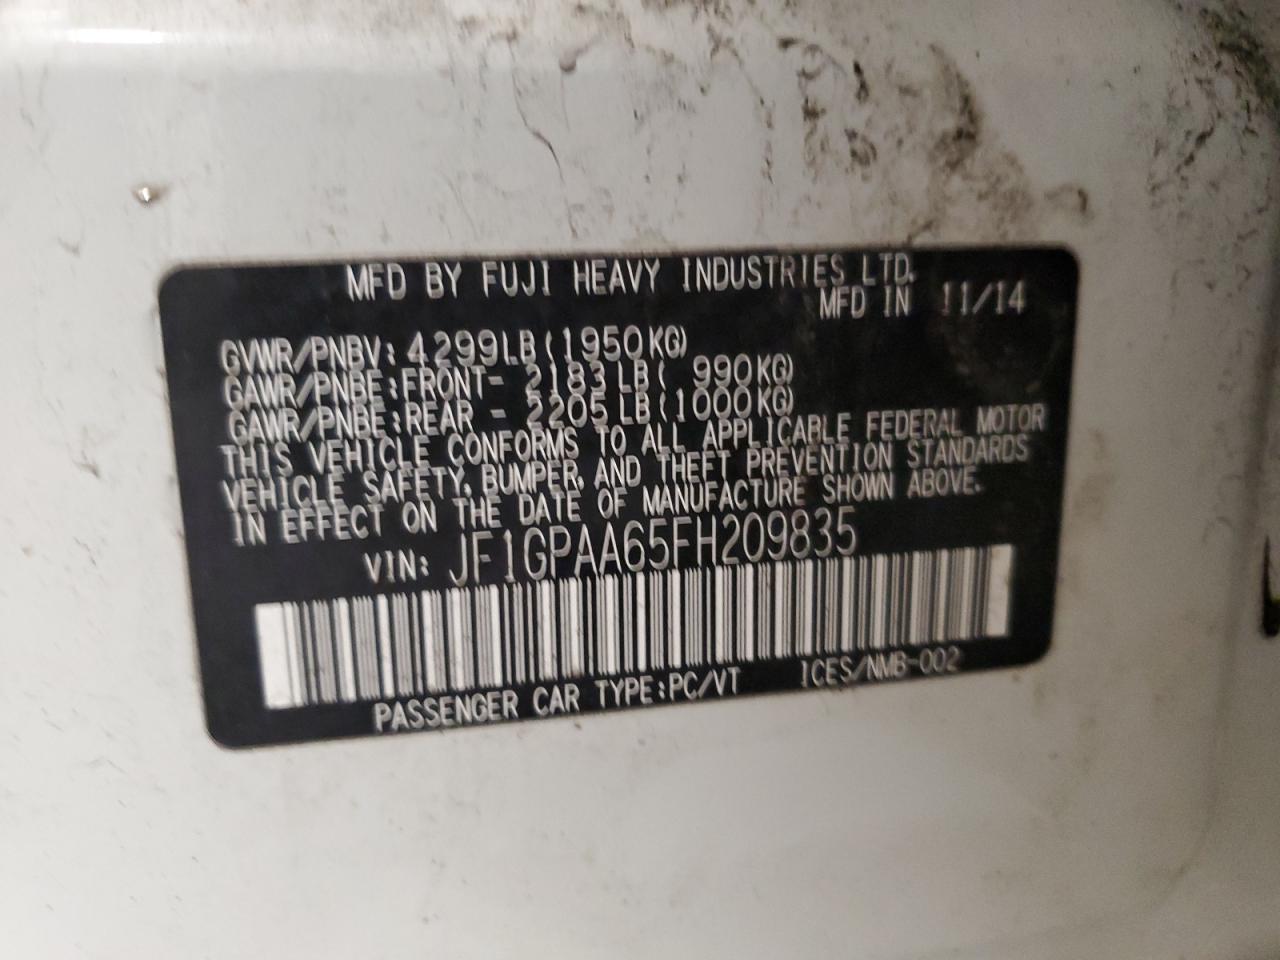 MFD BY FUJI HEAVY INDUSTRIES LTD.
MFD IN 11/14
GVWR/PNBV: 4299LB(1950KG)
GAWR/PNBE:FRONT- 2183LB( 990KG)
GAWR/PNBE:REAR - 2205LB(1000KG)
THIS VEHICLE CONFORMS TO ALL APPLICABLE FEDERAL MOTOR
VEHICLE SAFETY, BUMPER, AND THEFT PREVENTION STANDARDS
IN EFFECT ON THE DATE OF MANUFACTURE SHOWN ABOVE.
VIN: JF1GPAA65FH209835
PASSENGER CAR TYPE:PC/VT ICES/NMB-002